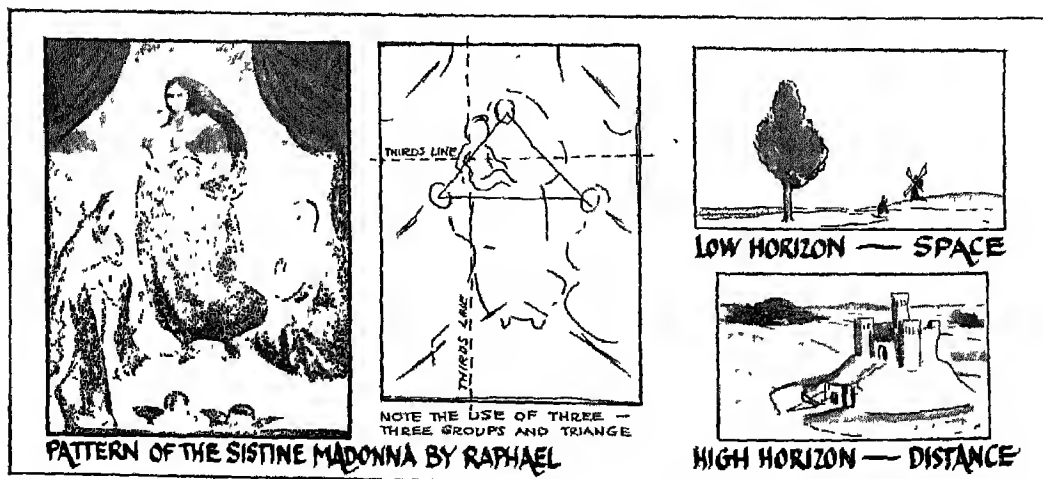 THIRDS LINE
THIRDS LINE
NOTE THE USE OF THREE —
THREE GROUPS AND TRIANGE
PATTERN OF THE SISTINE MADONNA BY RAPHAEL
LOW HORIZON — SPACE
HIGH HORIZON — DISTANCE